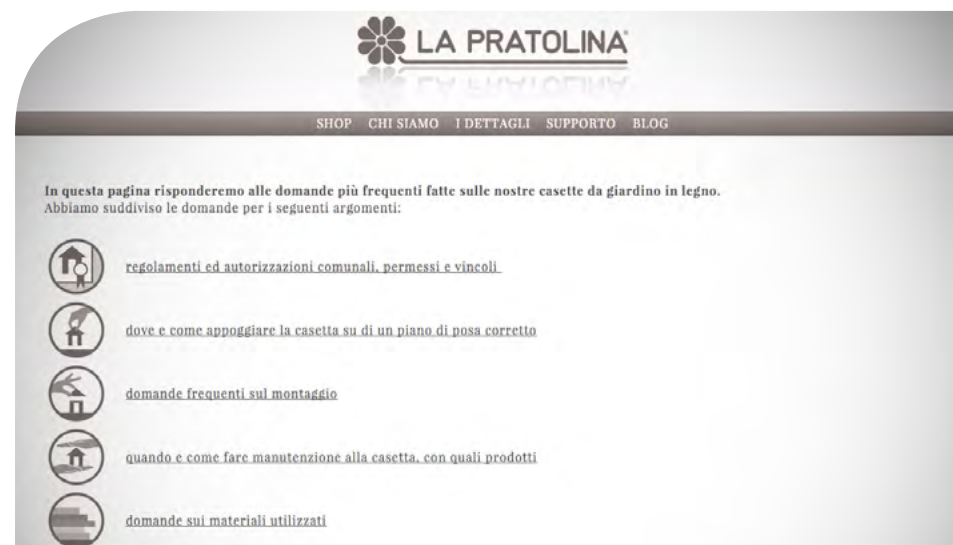 LA PRATOLINA
SHOP CHI SIAMO I DETTAGLI SUPPORTO BLOG
In questa pagina risponderemo alle domande più frequenti fatte sulle nostre casette da giardino in legno.
Abbiamo suddiviso le domande per i seguenti argomenti:
regolamenti ed autorizzazioni comunali, permessi e vincoli
dove e come appoggiare la casetta su di un piano di posa corretto
domande frequenti sul montaggio
quando e come fare manutenzione alla casetta, con quali prodotti
domande sui materiali utilizzati